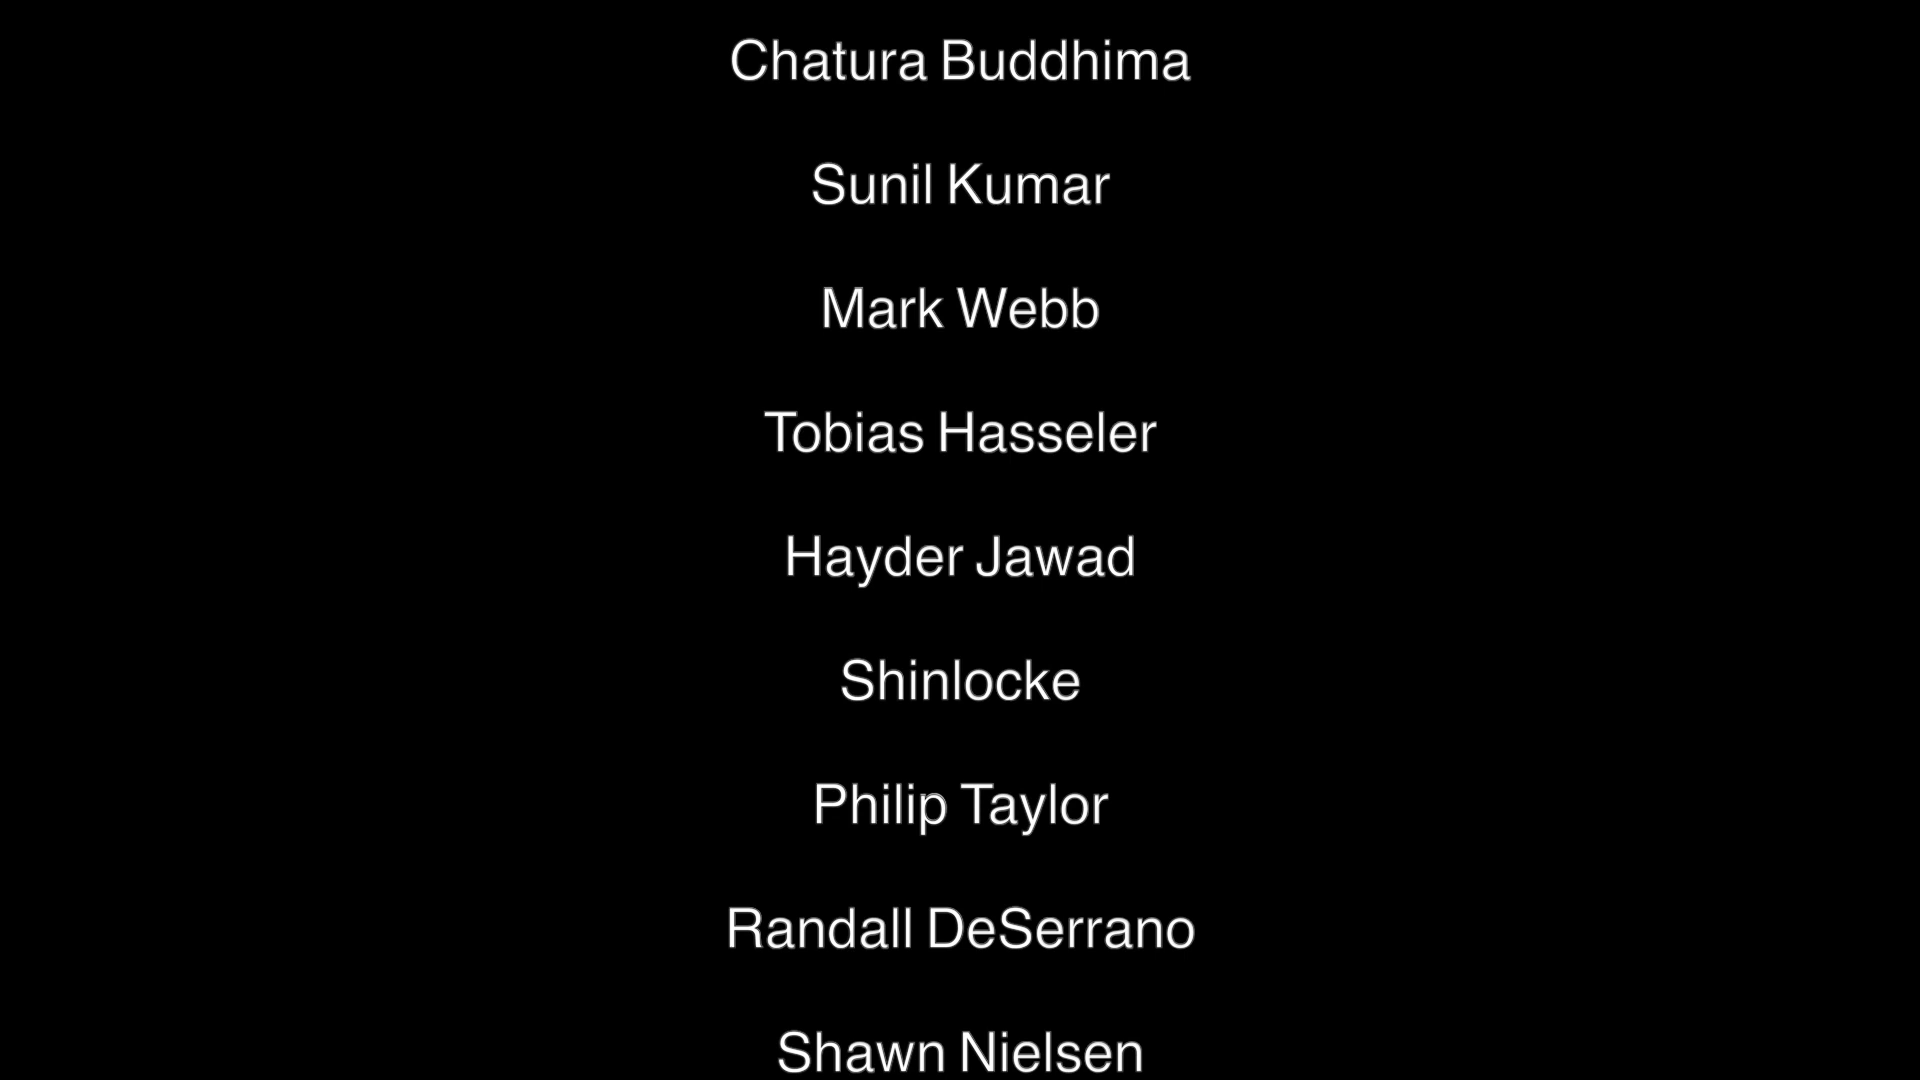 Chatura Buddhima
Sunil Kumar
Mark Webb
Tobias Hasseler
Hayder Jawad
Shinlocke
Philip Taylor
Randall DeSerrano
Shawn Nielsen